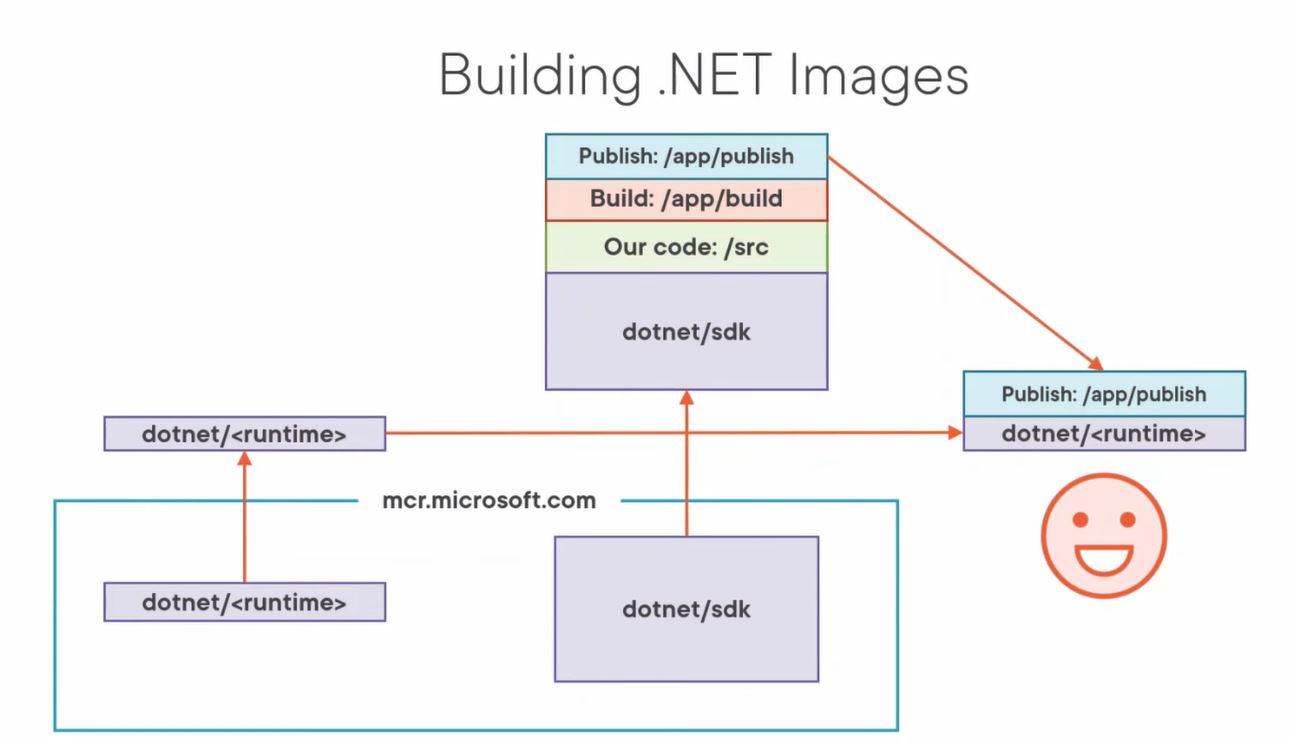 Building .NET Images
Publish: /app/publish
Build: /app/build
Our code: /src
dotnet/sdk
Publish: /app/publish
dotnet/<runtime>
dotnet/<runtime>
mcr.microsoft.com
dotnet/<runtime>
dotnet/sdk